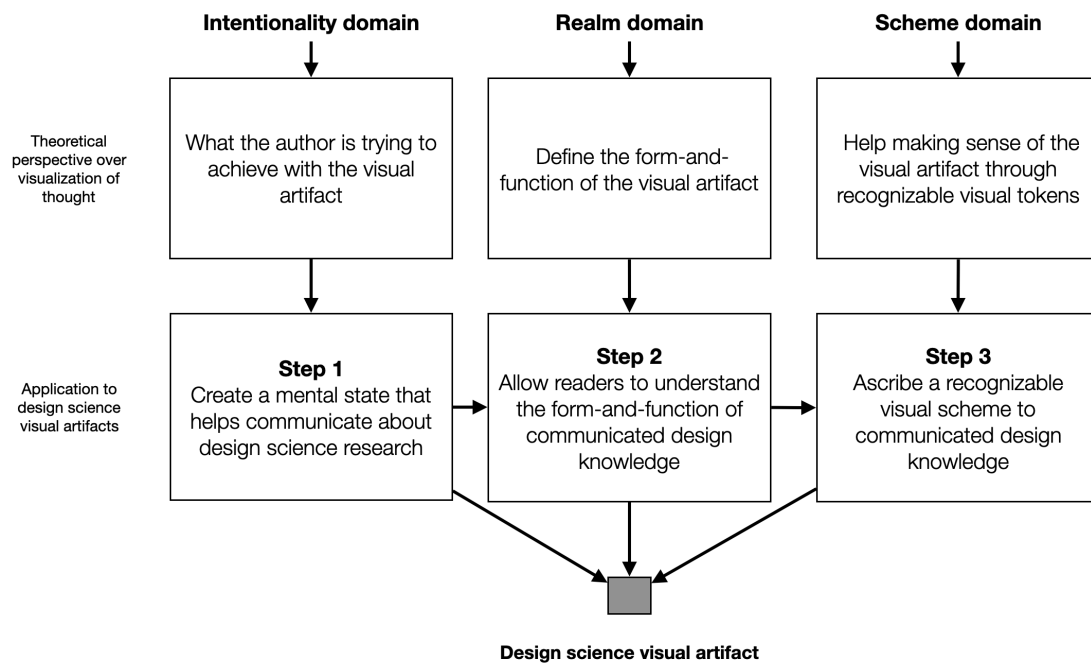 Intentionality domain
Realm domain
Scheme domain
Theoretical
perspective over
visualization of
thought
What the author is trying to
achieve with the visual
artifact
Define the form-and-
function of the visual artifact
Help making sense of the
visual artifact through
recognizable visual tokens
Application to
design science
visual artifacts
Step 1
Create a mental state that
helps communicate about
design science research
Step 2
Allow readers to understand
the form-and-function of
communicated design
knowledge
Step 3
Ascribe a recognizable
visual scheme to
communicated design
knowledge
Design science visual artifact